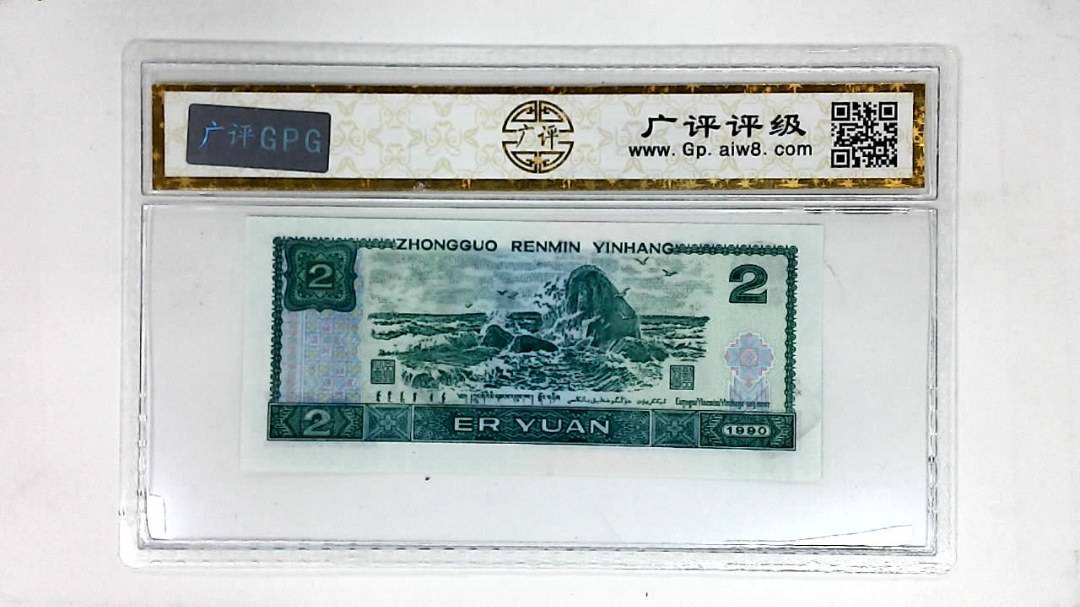 广评GPG
广评
广评评级
www. Gp. aiw8. com
ZHONGGUO RENMIN YINHANG
2
2
2
ER YUAN
1990